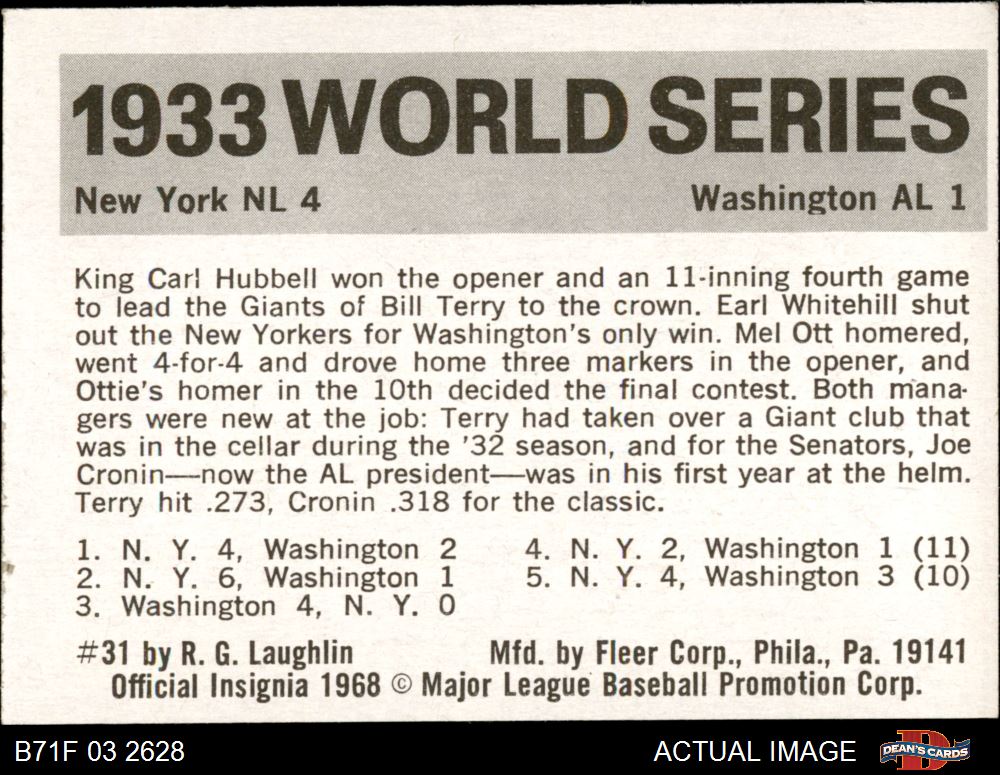 1933 WORLD SERIES
New York NL 4 Washington AL 1
King Carl Hubbell won the opener and an 11-inning fourth game
to lead the Giants of Bill Terry to the crown. Earl Whitehill shut
out the New Yorkers for Washington's only win. Mel Ott homered,
went 4-for-4 and drove home three markers in the opener, and
Ottie's homer in the 10th decided the final contest. Both mana-
gers were new at the job: Terry had taken over a Giant club that
was in the cellar during the '32 season, and for the Senators, Joe
Cronin—now the AL president—was in his first year at the helm.
Terry hit .273, Cronin .318 for the classic.
1. N. Y. 4, Washington 2
2. N. Y. 6, Washington 1
3. Washington 4, N. Y. 0
4. N. Y. 2, Washington 1 (11)
5. N. Y. 4, Washington 3 (10)
#31 by R. G. Laughlin Mfd. by Fleer Corp., Phila., Pa. 19141
Official Insignia 1968 © Major League Baseball Promotion Corp.
B71F 03 2628 ACTUAL IMAGE DEAN'S CARDS